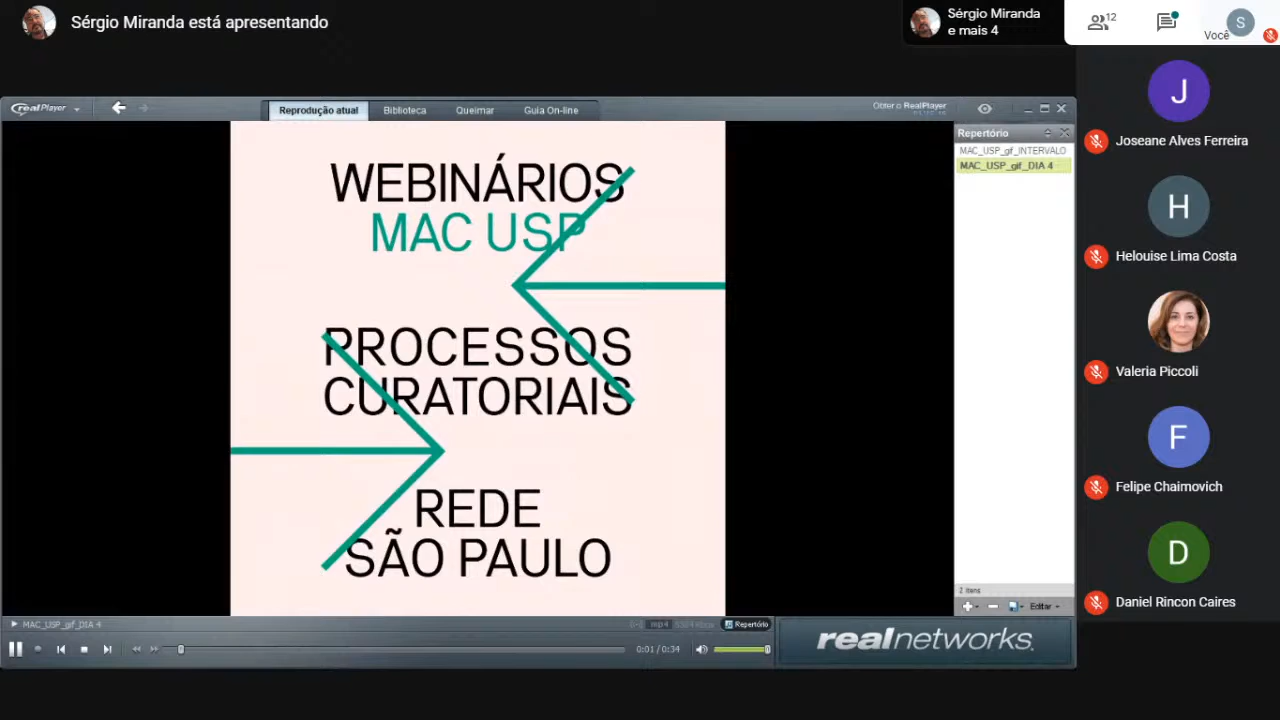 Sérgio Miranda está apresentando
Sérgio Miranda
e mais 4
12
S
Você
realPlayer
Reprodução atual
Biblioteca
Queimar
Guia On-line
Obter o RealPlayer
Repertório
MAC_USP_gf_INTERVALO
MAC_USP_gif_DIA 4
WEBINÁRIOS
MAC USP
PROCESSOS
CURATORIAIS
REDE
SÃO PAULO
J
Joseane Alves Ferreira
H
Helouise Lima Costa
Valeria Piccoli
F
Felipe Chaimovich
D
Daniel Rincon Caires
2 itens
Editar
MAC_USP_gif_DIA 4
mp4
Repertório
0:01 / 0:34
realnetworks.